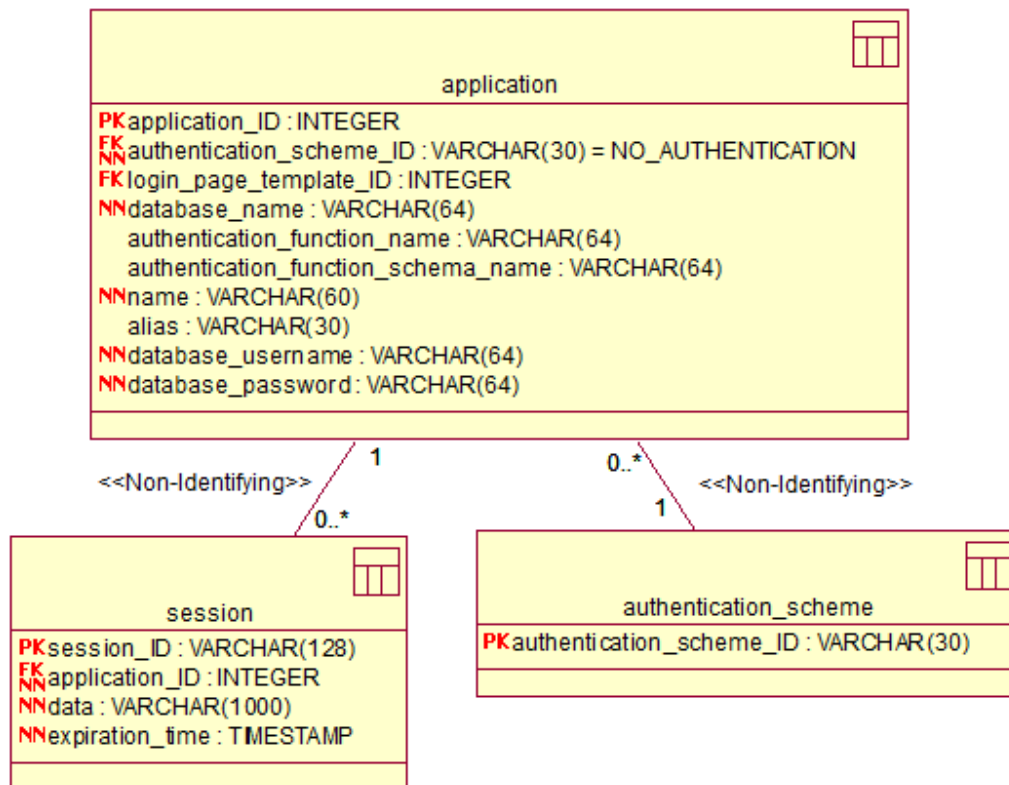 application
PK application_ID : INTEGER
FK NN authentication_scheme_ID : VARCHAR(30) = NO_AUTHENTICATION
FK login_page_template_ID : INTEGER
NN database_name : VARCHAR(64)
authentication_function_name : VARCHAR(64)
authentication_function_schema_name : VARCHAR(64)
NN name : VARCHAR(60)
alias : VARCHAR(30)
NN database_username : VARCHAR(64)
NN database_password : VARCHAR(64)
<<Non-Identifying>>
1
0..*
0..*
<<Non-Identifying>>
1
session
PK session_ID : VARCHAR(128)
FK NN application_ID : INTEGER
NN data : VARCHAR(1000)
NN expiration_time : TIMESTAMP
authentication_scheme
PK authentication_scheme_ID : VARCHAR(30)